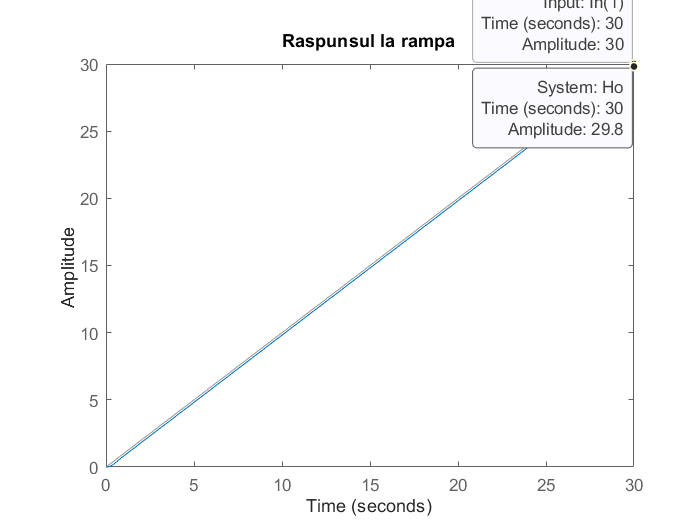 Input: In(1)
Time (seconds): 30
Amplitude: 30
Raspunsul la rampa
System: Ho
Time (seconds): 30
Amplitude: 29.8
30
25
20
15
10
5
0
Amplitude
0 5 10 15 20 25 30
Time (seconds)